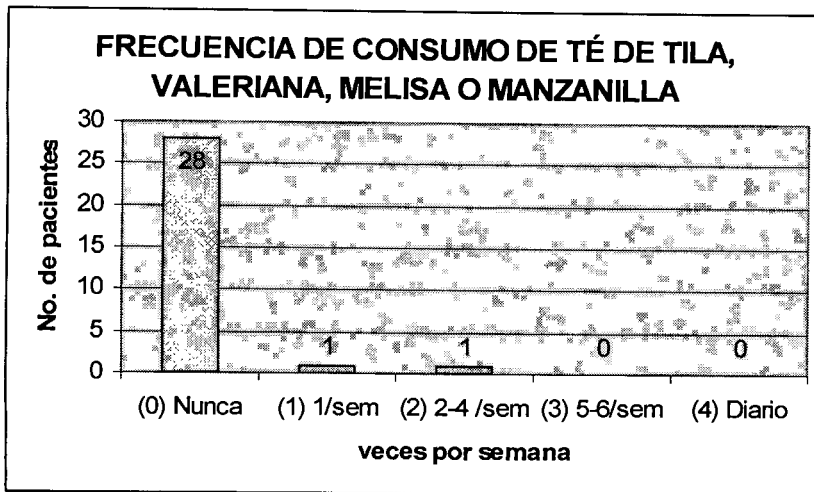 FRECUENCIA DE CONSUMO DE TÉ DE TILA,
VALERIANA, MELISA O MANZANILLA
No. de pacientes
30
25
20
15
10
5
0
28
1
1
0
0
(0) Nunca
(1) 1/sem
(2) 2-4 /sem
(3) 5-6/sem
(4) Diario
veces por semana